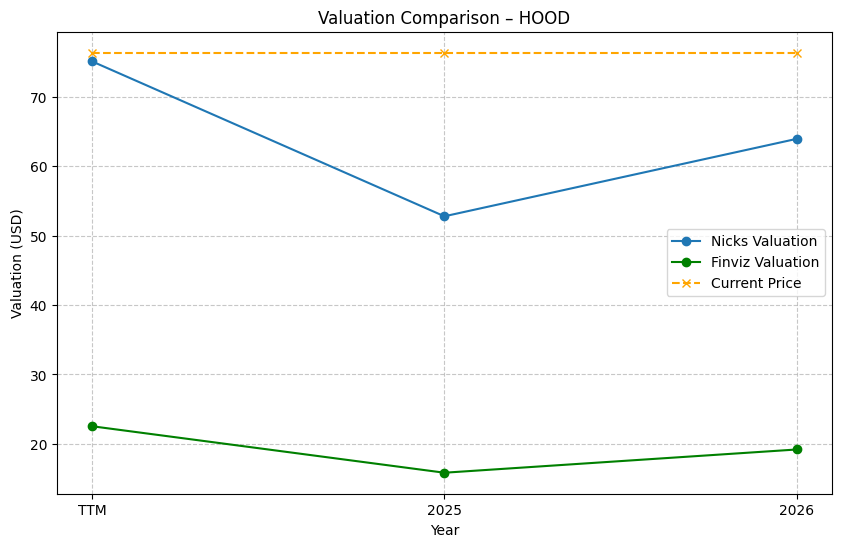 Valuation Comparison – HOOD
Valuation (USD)
70
60
50
40
30
20
Nicks Valuation
Finviz Valuation
Current Price
TTM
2025
2026
Year